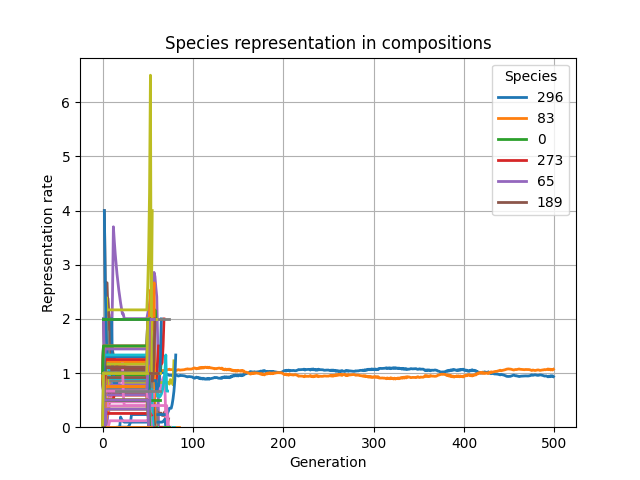 Species representation in compositions
Species
296
83
0
273
65
189
Representation rate
6
5
4
3
2
1
0
0 100 200 300 400 500
Generation